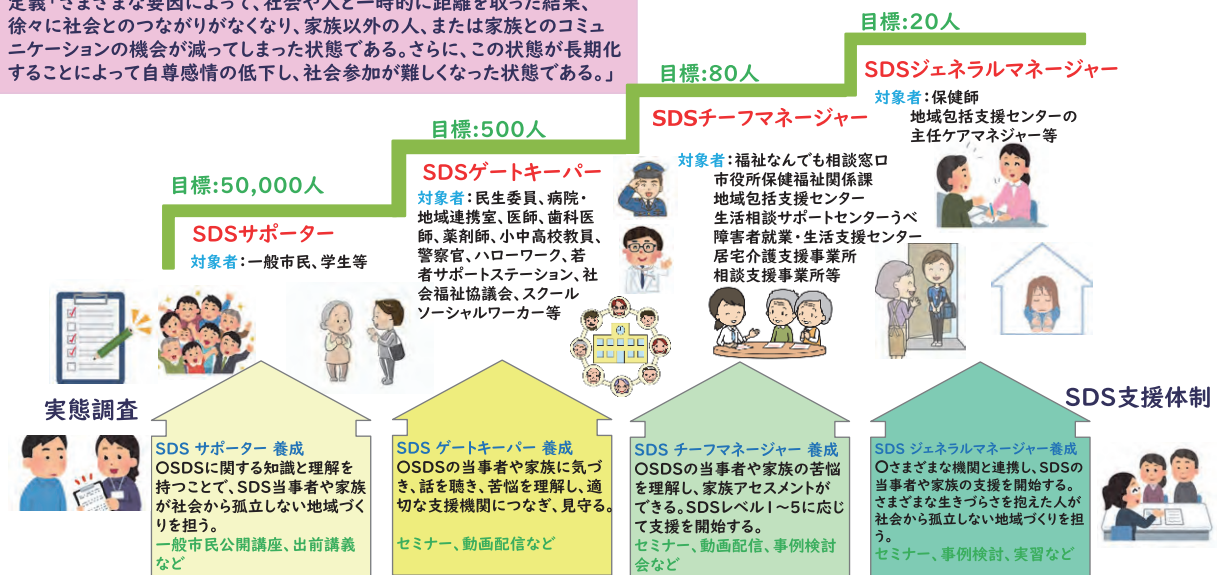 定義「さまざまな要因によって、社会や人と一時的に距離を取った結果、
徐々に社会とのつながりがなくなり、家族以外の人、または家族とのコミュ
ニケーションの機会が減ってしまった状態である。さらに、この状態が長期化
することによって自尊感情の低下し、社会参加が難しくなった状態である。」
目標:20人
SDSジェネラルマネージャー
対象者：保健師
地域包括支援センターの
主任ケアマネジャー等
目標:80人
SDSチーフマネージャー
対象者：福祉なんでも相談窓口
市役所保健福祉関係課
地域包括支援センター
生活相談サポートセンターうべ
障害者就業・生活支援センター
居宅介護支援事業所
相談支援事業所等
目標:500人
SDSゲートキーパー
対象者：民生委員、病院・
地域連携室、医師、歯科医
師、薬剤師、小中高校教員、
警察官、ハローワーク、若
者サポートステーション、社
会福祉協議会、スクール
ソーシャルワーカー等
目標:50,000人
SDSサポーター
対象者：一般市民、学生等
実態調査
SDS支援体制
SDS サポーター 養成
〇SDSに関する知識と理解を
持つことで、SDS当事者や家族
が社会から孤立しない地域づく
りを担う。
一般市民公開講座、出前講義
など
SDS ゲートキーパー 養成
〇SDSの当事者や家族に気づ
き、話を聴き、苦悩を理解し、適
切な支援機関につなぎ、見守る。
セミナー、動画配信など
SDS チーフマネージャー 養成
〇SDSの当事者や家族の苦悩
を理解し、家族アセスメントが
できる。SDSレベル1～5に応じ
て支援を開始する。
セミナー、動画配信、事例検討
会など
SDS ジェネラルマネージャー養成
〇さまざまな機関と連携し、SDSの
当事者や家族の支援を開始する。
さまざまな生きづらさを抱えた人が
社会から孤立しない地域づくりを担
う。
セミナー、事例検討、実習など